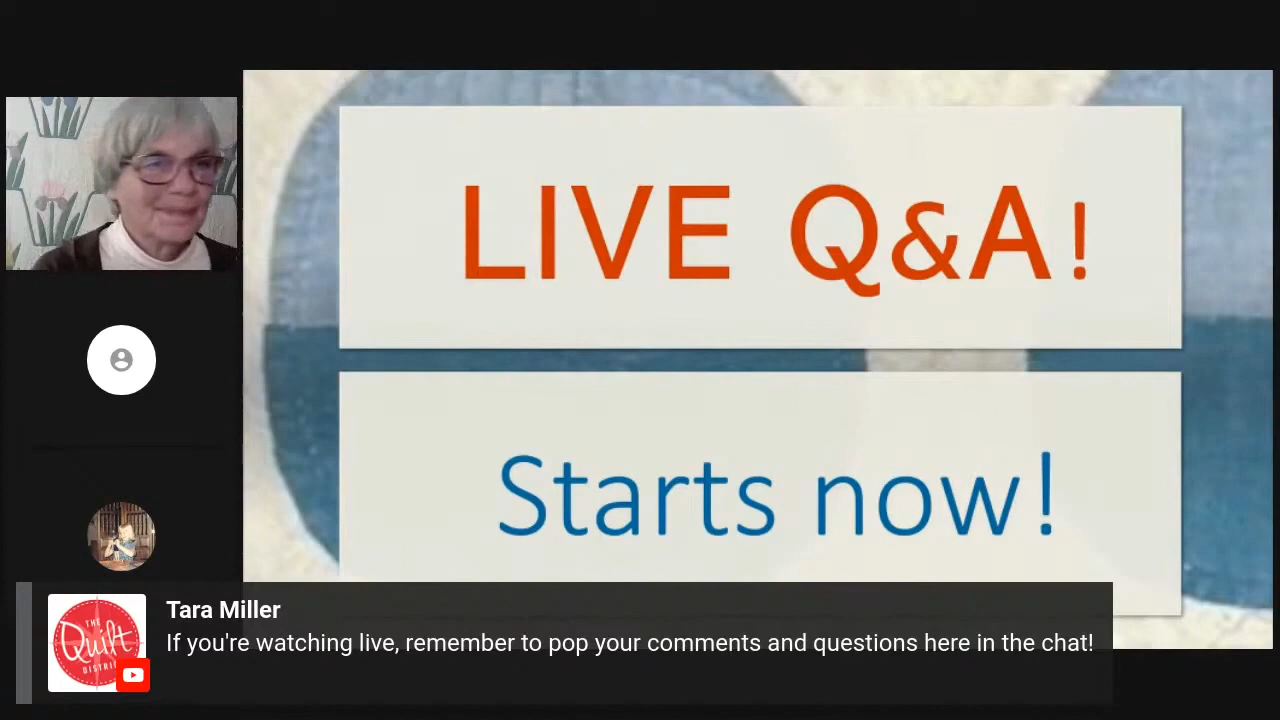 LIVE Q&A!
Starts now!
Tara Miller
If you're watching live, remember to pop your comments and questions here in the chat!
THE
Quilt